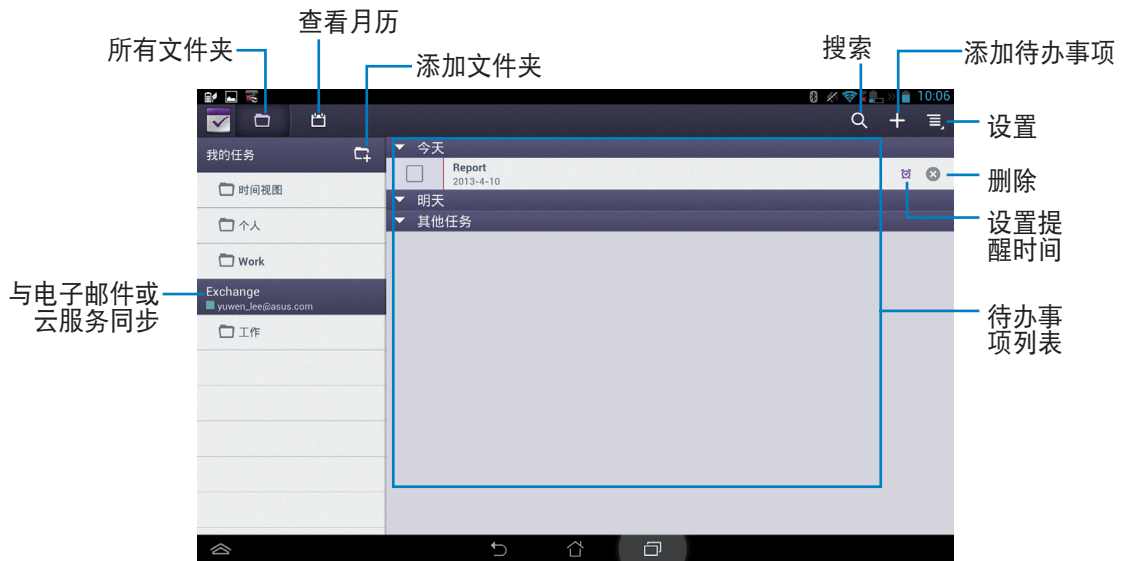 查看月历
所有文件夹
添加文件夹
搜索
添加待办事项
10:06
设置
我的任务
今天
Report
2013-4-10
删除
时间视图
明天
其他任务
设置提
醒时间
个人
Work
与电子邮件或
云服务同步
Exchange
yuwen_lee@asus.com
工作
待办事
项列表